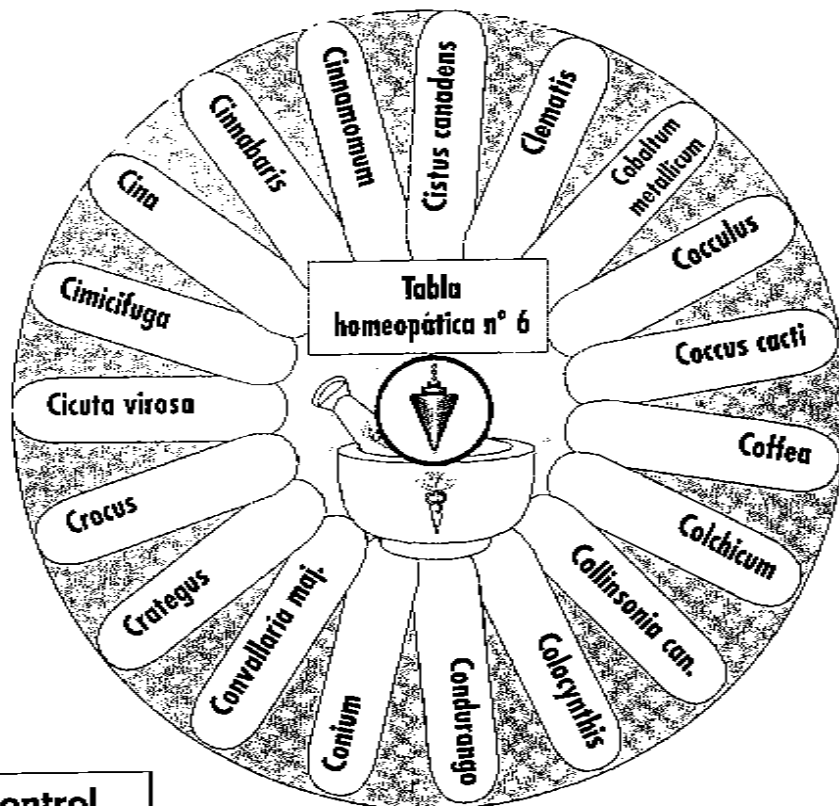 Tabla
homeopática n° 6
Cicuta virosa
Cimicifuga
Cina
Cinnabaris
Cinnamomum
Cistus canadens
Clematis
Cobaltum
metallicum
Cocculus
Coccus cacti
Coffea
Colchicum
Collinsonia can.
Colocynthis
Condurango
Conium
Convallaria maj.
Crategus
Crocus